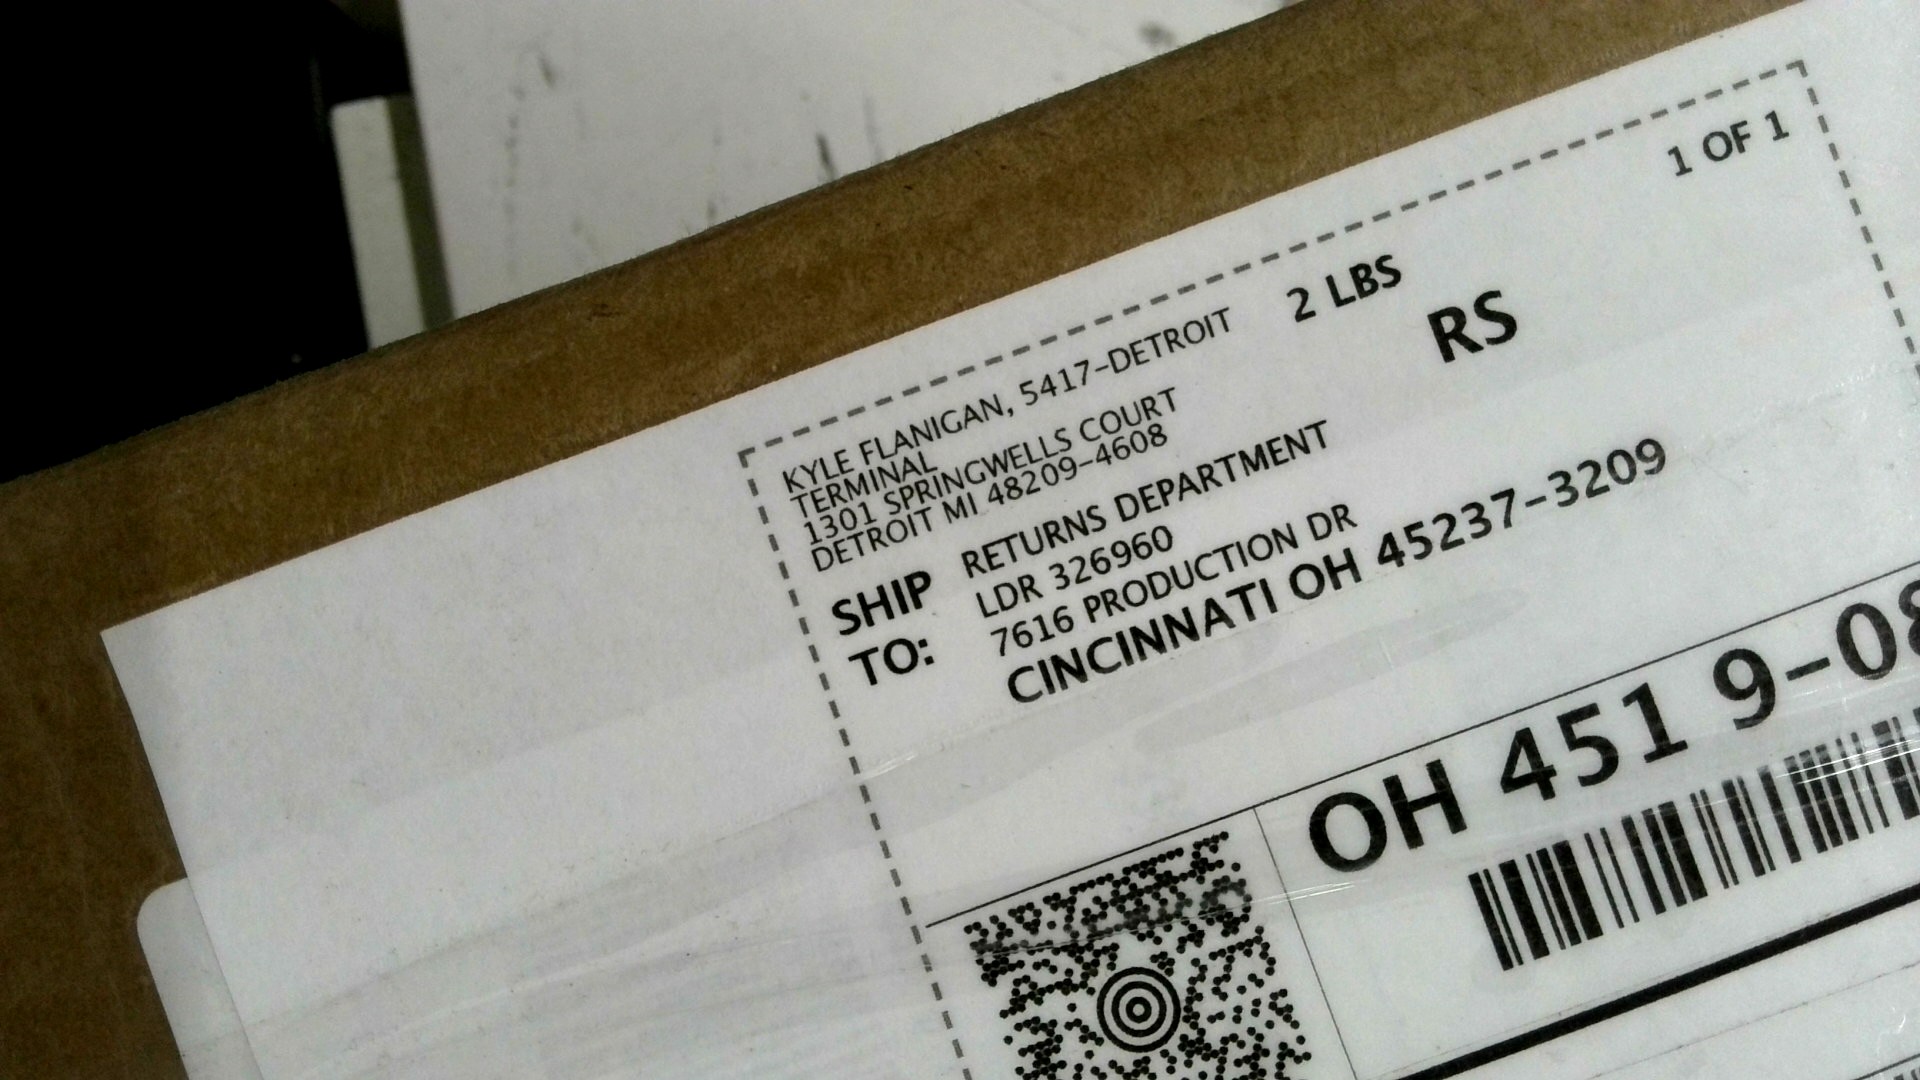 1 OF 1
2 LBS
RS
KYLE FLANIGAN, 5417-DETROIT
TERMINAL
1301 SPRINGWELLS COURT
DETROIT MI 48209-4608
SHIP TO:
RETURNS DEPARTMENT
LDR 326960
7616 PRODUCTION DR
CINCINNATI OH 45237-3209
OH 451 9-08